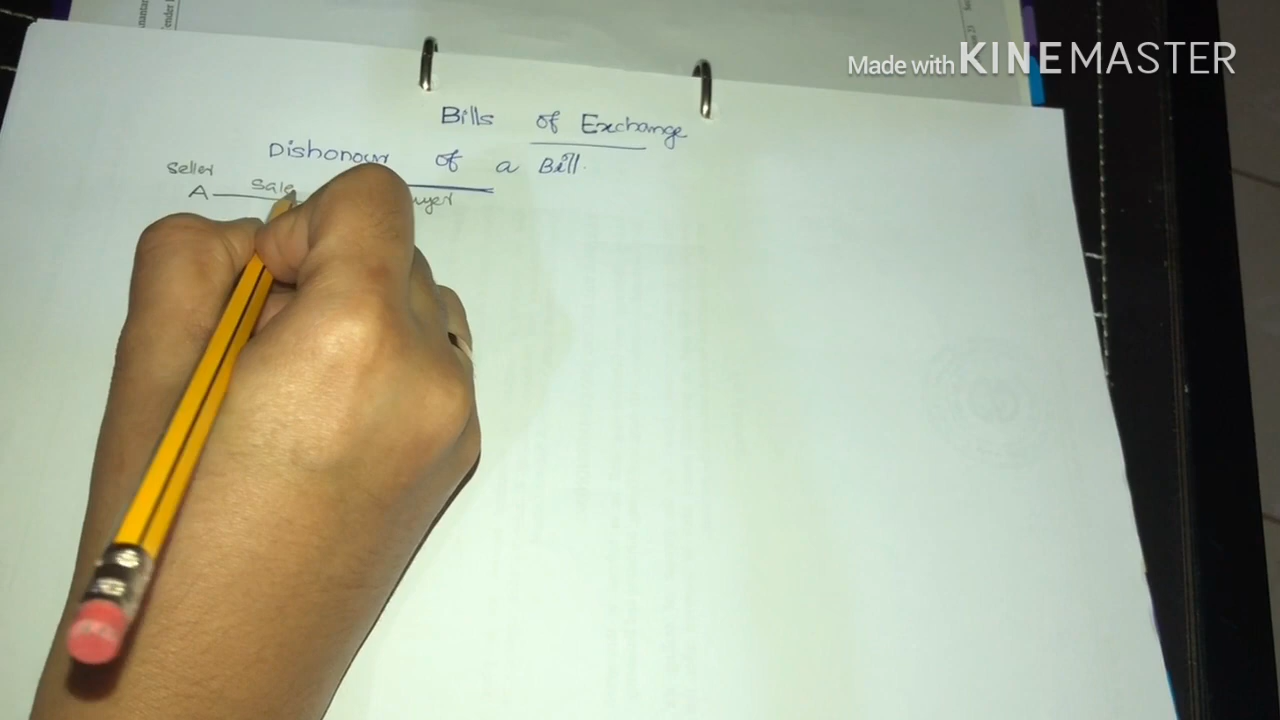 Made with KINEMASTER
Bills of Exchange
Dishonour of a Bill.
Seller
A Sale